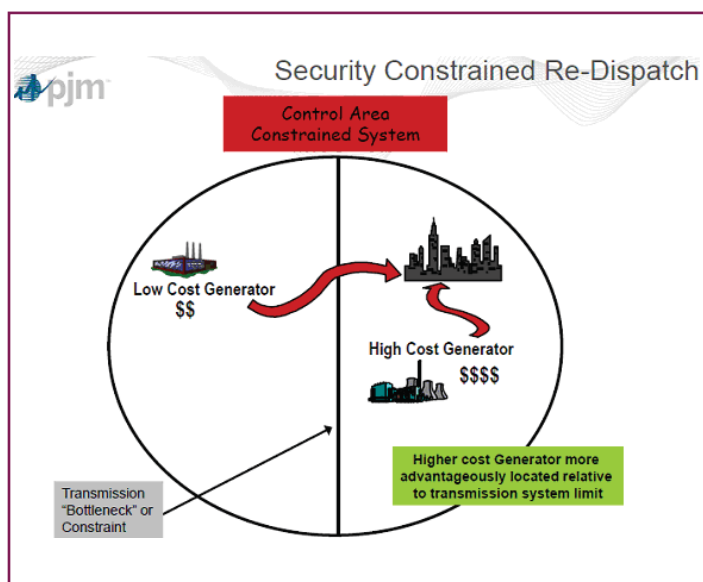 pjm
Security Constrained Re-Dispatch
Control Area
Constrained System
Low Cost Generator
$$
High Cost Generator
$$$$
Higher cost Generator more
advantageously located relative
to transmission system limit
Transmission
"Bottleneck" or
Constraint